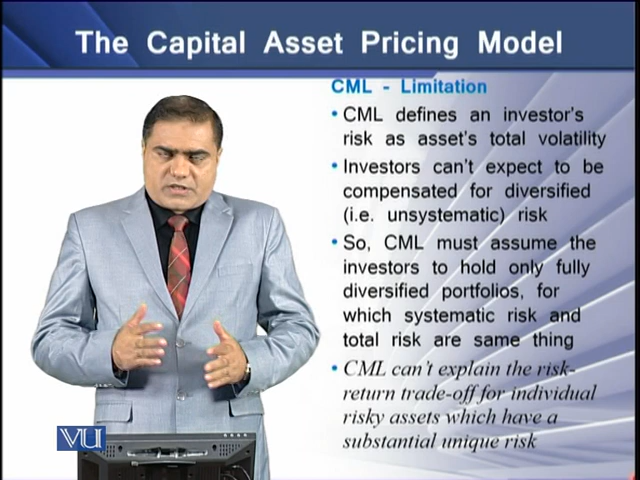 The Capital Asset Pricing Model
CML - Limitation
• CML defines an investor's
risk as asset's total volatility
• Investors can't expect to be
compensated for diversified
(i.e. unsystematic) risk
• So, CML must assume the
investors to hold only fully
diversified portfolios, for
which systematic risk and
total risk are same thing
• CML can't explain the risk-
return trade-off for individual
risky assets which have a
substantial unique risk
VU